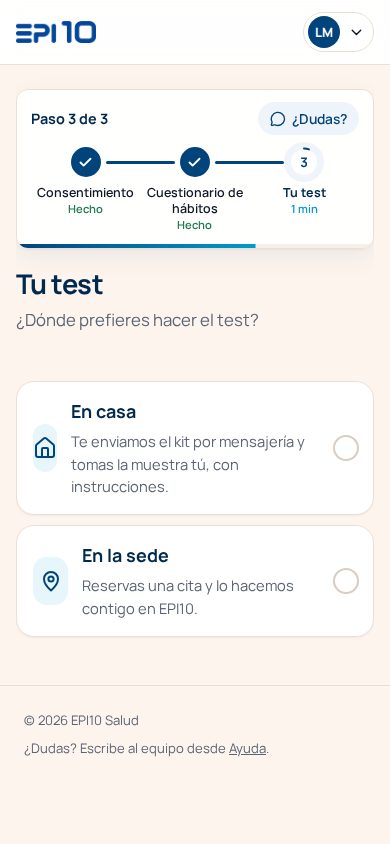 EPI10
LM
Paso 3 de 3
¿Dudas?
3
Consentimiento
Hecho
Cuestionario de
hábitos
Hecho
Tu test
1 min
Tu test
¿Dónde prefieres hacer el test?
En casa
Te enviamos el kit por mensajería y
tomas la muestra tú, con
instrucciones.
En la sede
Reservas una cita y lo hacemos
contigo en EPI10.
© 2026 EPI10 Salud
¿Dudas? Escribe al equipo desde Ayuda.